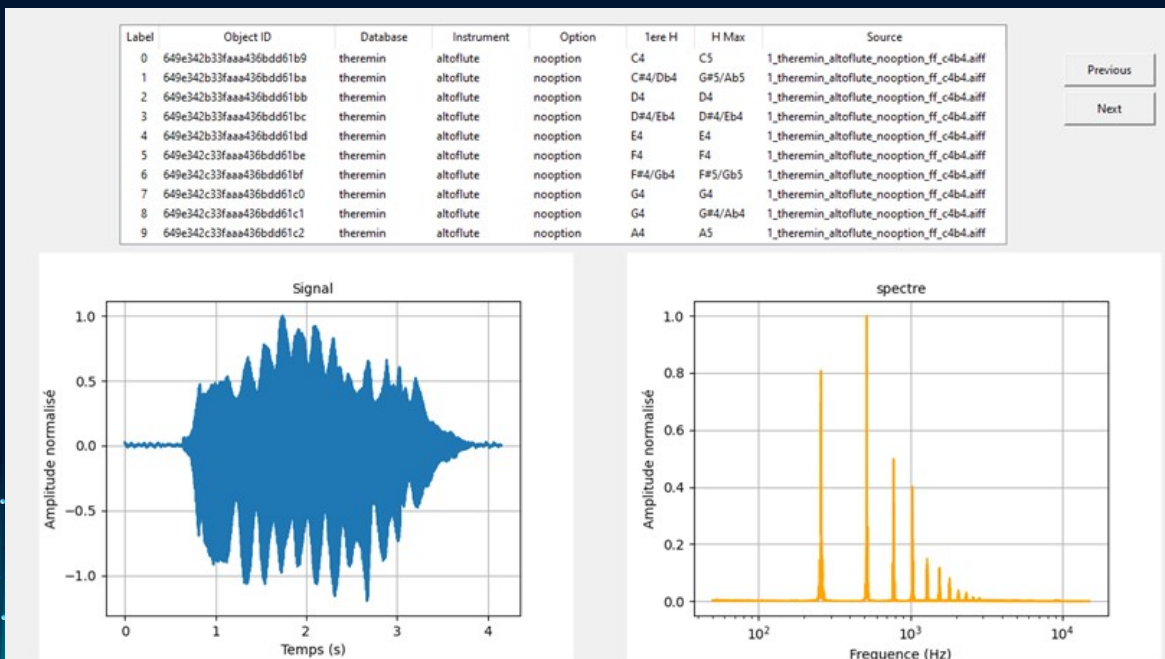 Label Object ID Database Instrument Option 1ere H H Max Source
0 649e342b33faaa436bdd61b9 theremin altoflute nooption C4 C5 1_theremin_altoflute_nooption_ff_c4b4.aiff
1 649e342b33faaa436bdd61ba theremin altoflute nooption C#4/Db4 G#5/Ab5 1_theremin_altoflute_nooption_ff_c4b4.aiff
2 649e342b33faaa436bdd61bb theremin altoflute nooption D4 D4 1_theremin_altoflute_nooption_ff_c4b4.aiff
3 649e342b33faaa436bdd61bc theremin altoflute nooption D#4/Eb4 D#4/Eb4 1_theremin_altoflute_nooption_ff_c4b4.aiff
4 649e342b33faaa436bdd61bd theremin altoflute nooption E4 E4 1_theremin_altoflute_nooption_ff_c4b4.aiff
5 649e342c33faaa436bdd61be theremin altoflute nooption F4 F4 1_theremin_altoflute_nooption_ff_c4b4.aiff
6 649e342c33faaa436bdd61bf theremin altoflute nooption F#4/Gb4 F#5/Gb5 1_theremin_altoflute_nooption_ff_c4b4.aiff
7 649e342c33faaa436bdd61c0 theremin altoflute nooption G4 G4 1_theremin_altoflute_nooption_ff_c4b4.aiff
8 649e342c33faaa436bdd61c1 theremin altoflute nooption G4 G#4/Ab4 1_theremin_altoflute_nooption_ff_c4b4.aiff
9 649e342c33faaa436bdd61c2 theremin altoflute nooption A4 A5 1_theremin_altoflute_nooption_ff_c4b4.aiff
Previous
Next
Signal
Amplitude normalisé
1.0
0.5
0.0
−0.5
−1.0
0 1 2 3 4
Temps (s)
spectre
Amplitude normalisé
1.0
0.8
0.6
0.4
0.2
0.0
10² 10³ 10⁴
Frequence (Hz)